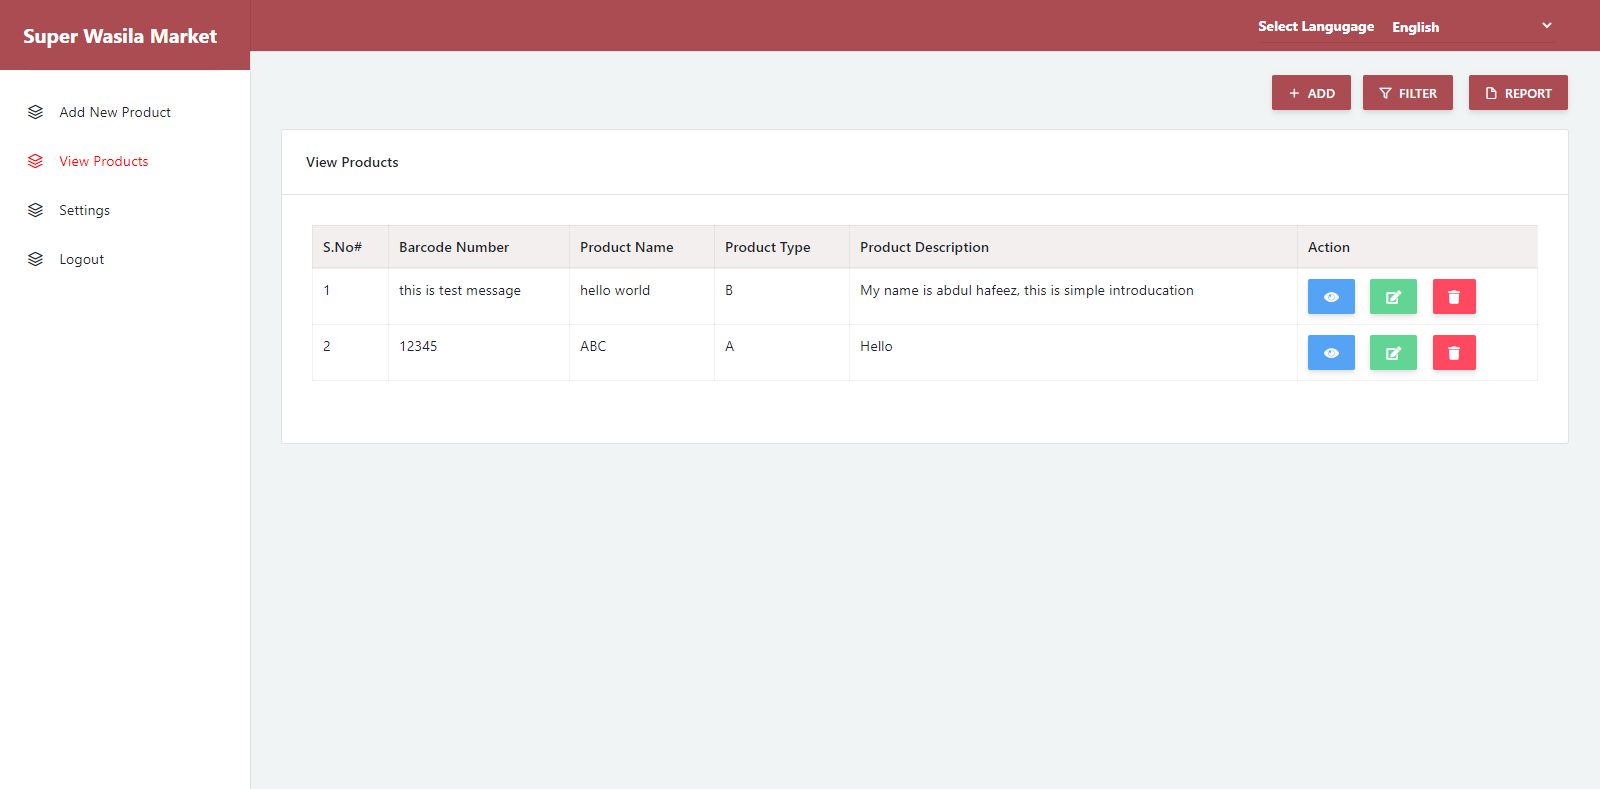 Super Wasila Market
Select Langugage English
Add New Product
View Products
Settings
Logout
ADD FILTER REPORT
View Products
S.No# Barcode Number Product Name Product Type Product Description Action
1 this is test message hello world B My name is abdul hafeez, this is simple introducation
2 12345 ABC A Hello